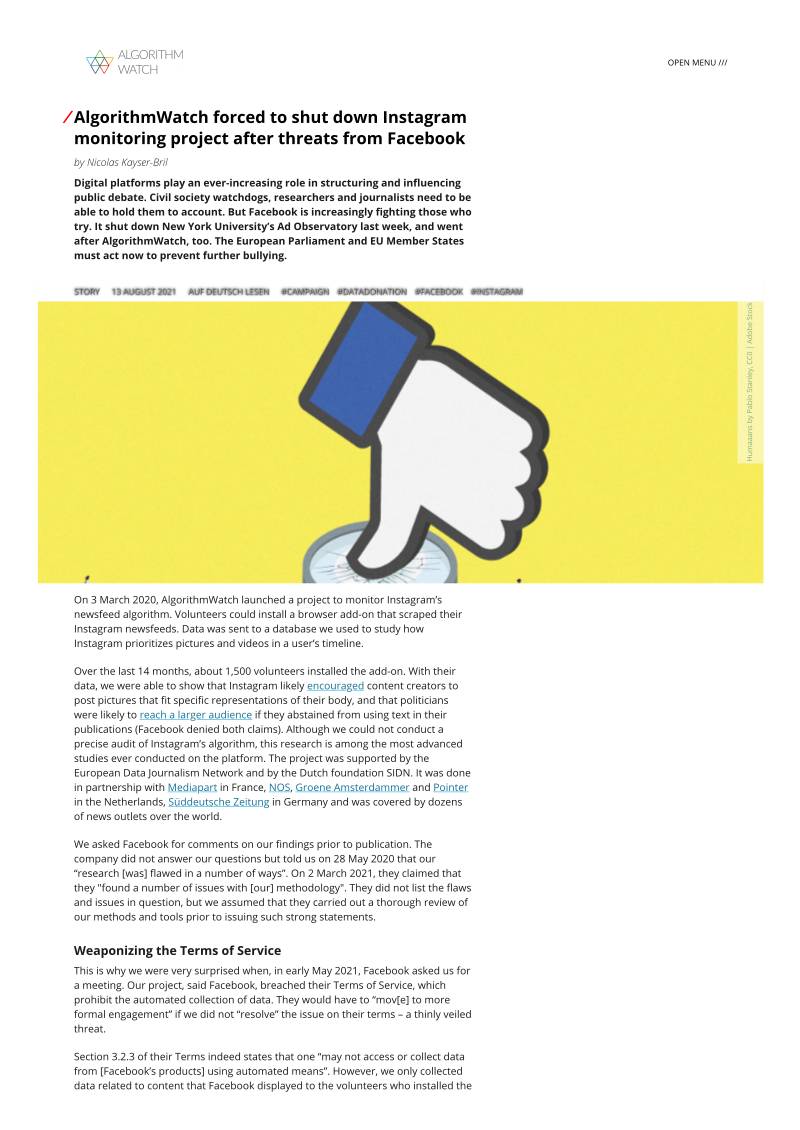 ALGORITHM
WATCH
OPEN MENU ///
/AlgorithmWatch forced to shut down Instagram
monitoring project after threats from Facebook
by Nicolas Kayser-Bril
Digital platforms play an ever-increasing role in structuring and influencing
public debate. Civil society watchdogs, researchers and journalists need to be
able to hold them to account. But Facebook is increasingly fighting those who
try. It shut down New York University’s Ad Observatory last week, and went
after AlgorithmWatch, too. The European Parliament and EU Member States
must act now to prevent further bullying.
STORY 13 AUGUST 2021 AUF DEUTSCH LESEN #CAMPAIGN #DATADONATION #FACEBOOK #INSTAGRAM
Humaaans by Pablo Stanley, CC0 | Adobe Stock
On 3 March 2020, AlgorithmWatch launched a project to monitor Instagram’s
newsfeed algorithm. Volunteers could install a browser add-on that scraped their
Instagram newsfeeds. Data was sent to a database we used to study how
Instagram prioritizes pictures and videos in a user’s timeline.
Over the last 14 months, about 1,500 volunteers installed the add-on. With their
data, we were able to show that Instagram likely encouraged content creators to
post pictures that fit specific representations of their body, and that politicians
were likely to reach a larger audience if they abstained from using text in their
publications (Facebook denied both claims). Although we could not conduct a
precise audit of Instagram’s algorithm, this research is among the most advanced
studies ever conducted on the platform. The project was supported by the
European Data Journalism Network and by the Dutch foundation SIDN. It was done
in partnership with Mediapart in France, NOS, Groene Amsterdammer and Pointer
in the Netherlands, Süddeutsche Zeitung in Germany and was covered by dozens
of news outlets over the world.
We asked Facebook for comments on our findings prior to publication. The
company did not answer our questions but told us on 28 May 2020 that our
“research [was] flawed in a number of ways”. On 2 March 2021, they claimed that
they "found a number of issues with [our] methodology". They did not list the flaws
and issues in question, but we assumed that they carried out a thorough review of
our methods and tools prior to issuing such strong statements.
Weaponizing the Terms of Service
This is why we were very surprised when, in early May 2021, Facebook asked us for
a meeting. Our project, said Facebook, breached their Terms of Service, which
prohibit the automated collection of data. They would have to “mov[e] to more
formal engagement” if we did not “resolve” the issue on their terms – a thinly veiled
threat.
Section 3.2.3 of their Terms indeed states that one “may not access or collect data
from [Facebook’s products] using automated means”. However, we only collected
data related to content that Facebook displayed to the volunteers who installed the